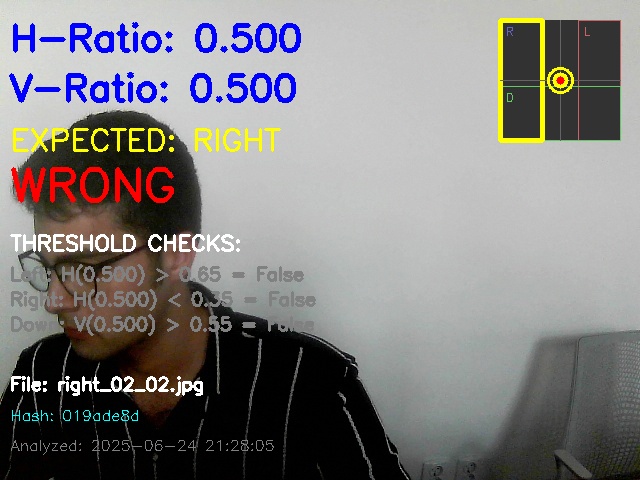 H-Ratio: 0.500
V-Ratio: 0.500
EXPECTED: RIGHT
WRONG
THRESHOLD CHECKS:
Left: H(0.500) > 0.65 = False
Right: H(0.500) < 0.35 = False
Down: V(0.500) > 0.55 = False
File: right_02_02.jpg
Hash: 019ade8d
Analyzed: 2025-06-24 21:28:05
R L
D